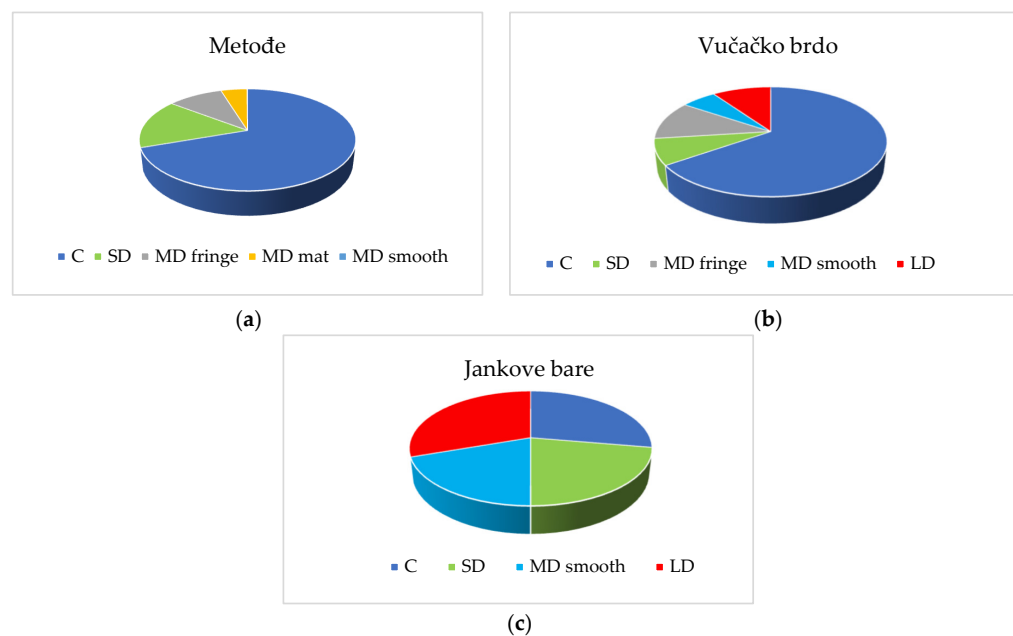 Metođe
C SD MD fringe MD mat MD smooth
(a)
Vučačko brdo
C SD MD fringe MD smooth LD
(b)
Jankove bare
C SD MD smooth LD
(c)